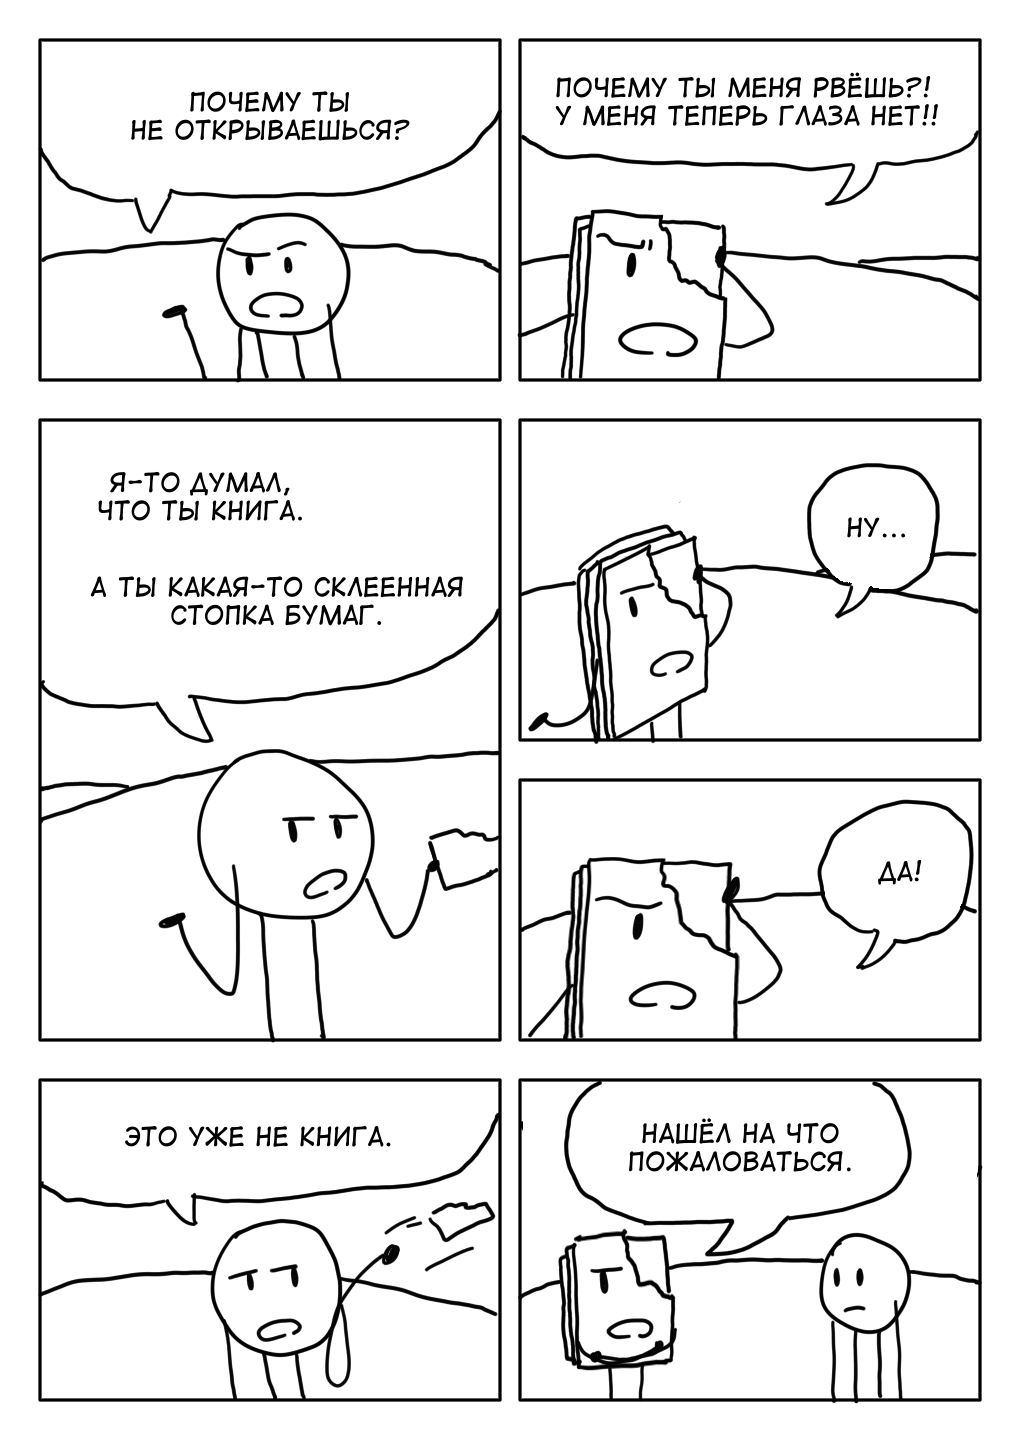 ПОЧЕМУ ТЫ
НЕ ОТКРЫВАЕШЬСЯ?
ПОЧЕМУ ТЫ МЕНЯ РВЁШЬ?!
У МЕНЯ ТЕПЕРЬ ГЛАЗА НЕТ!!
Я-ТО ДУМАЛ,
ЧТО ТЫ КНИГА.
А ТЫ КАКАЯ-ТО СКЛЕЕННАЯ
СТОПКА БУМАГ.
НУ...
ДА!
ЭТО УЖЕ НЕ КНИГА.
НАШЁЛ НА ЧТО
ПОЖАЛОВАТЬСЯ.